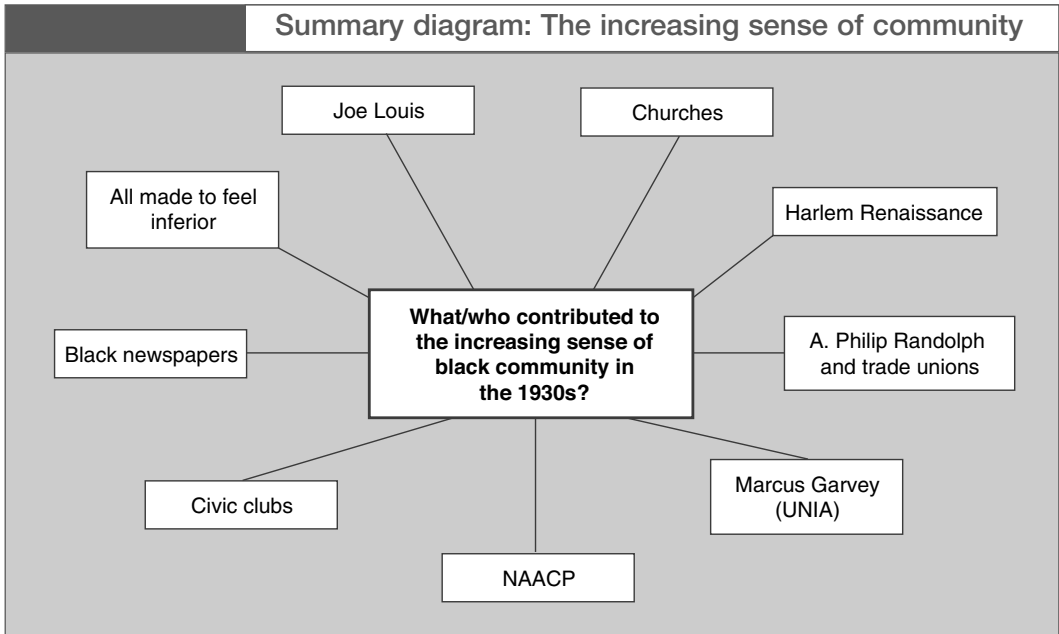 Summary diagram: The increasing sense of community
Joe Louis
Churches
All made to feel
inferior
Harlem Renaissance
What/who contributed to
the increasing sense of
black community in
the 1930s?
Black newspapers
A. Philip Randolph
and trade unions
Civic clubs
Marcus Garvey
(UNIA)
NAACP